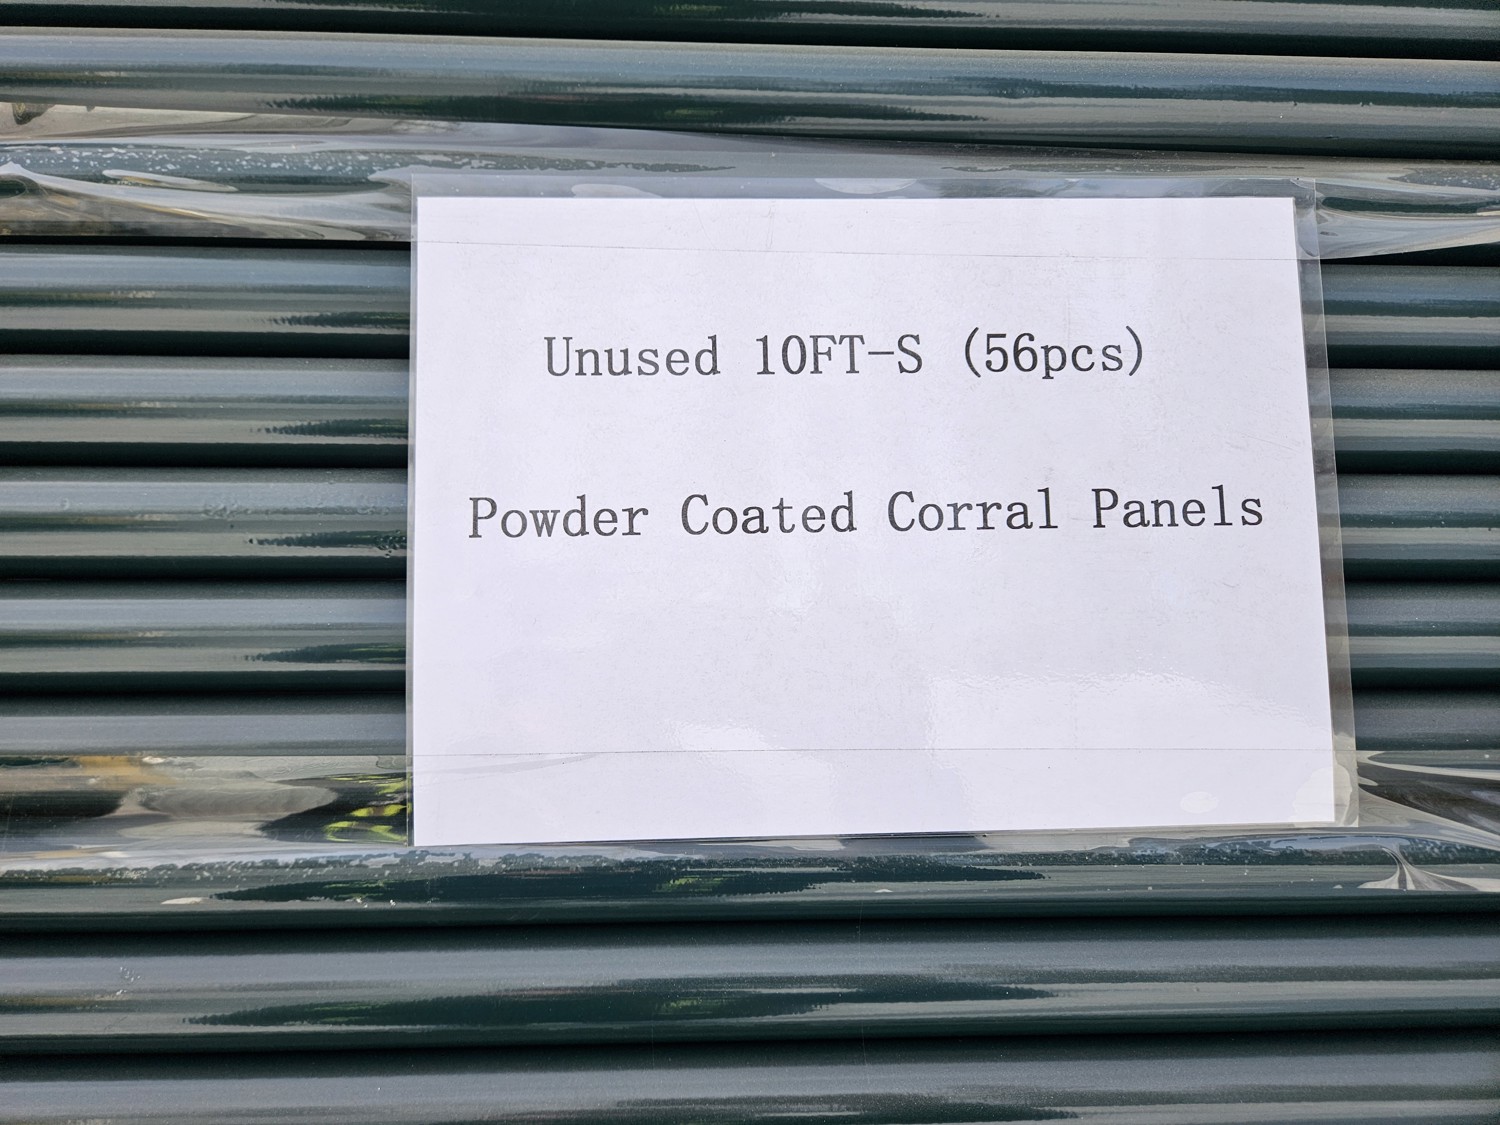 Unused 10FT-S (56pcs)
Powder Coated Corral Panels